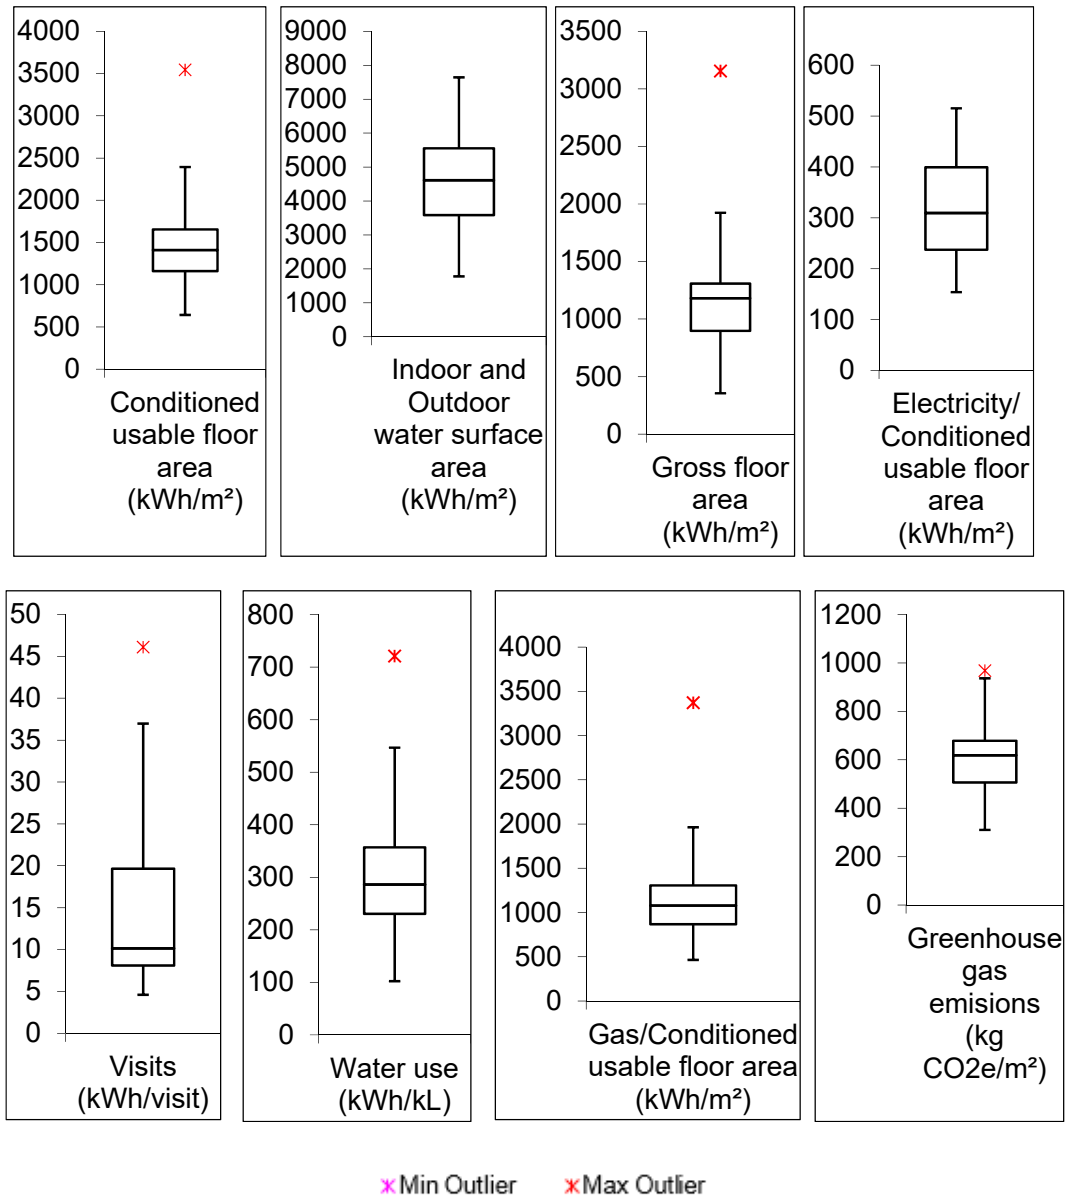 4000
3500
3000
2500
2000
1500
1000
500
0
Conditioned
usable floor
area
(kWh/m²)
9000
8000
7000
6000
5000
4000
3000
2000
1000
0
Indoor and
Outdoor
water surface
area
(kWh/m²)
3500
3000
2500
2000
1500
1000
500
0
Gross floor
area
(kWh/m²)
600
500
400
300
200
100
0
Electricity/
Conditioned
usable floor
area
(kWh/m²)
50
45
40
35
30
25
20
15
10
5
0
Visits
(kWh/visit)
800
700
600
500
400
300
200
100
0
Water use
(kWh/kL)
4000
3500
3000
2500
2000
1500
1000
500
0
Gas/Conditioned
usable floor area
(kWh/m²)
1200
1000
800
600
400
200
0
Greenhouse
gas
emisions
(kg
CO2e/m²)
Min Outlier Max Outlier